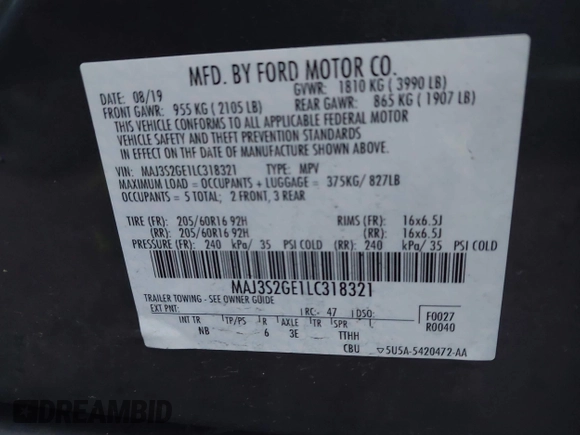 MFD. BY FORD MOTOR CO.
DATE: 08/19 GVWR: 1810 KG ( 3990 LB)
FRONT GAWR: 955 KG ( 2105 LB) REAR GAWR: 865 KG ( 1907 LB)
THIS VEHICLE CONFORMS TO ALL APPLICABLE FEDERAL MOTOR
VEHICLE SAFETY AND THEFT PREVENTION STANDARDS
IN EFFECT ON THE DATE OF MANUFACTURE SHOWN ABOVE.
VIN: MAJ3S2GE1LC318321 TYPE: MPV
MAXIMUM LOAD = OCCUPANTS + LUGGAGE = 375KG/ 827LB
OCCUPANTS = 5 TOTAL; 2 FRONT, 3 REAR
TIRE (FR): 205/60R16 92H RIMS (FR): 16x6.5J
(RR): 205/60R16 92H (RR): 16x6.5J
PRESSURE (FR): 240 kPa/ 35 PSI COLD (RR): 240 kPa/ 35 PSI COLD
MAJ3S2GE1LC318321
TRAILER TOWING - SEE OWNER GUIDE
EXT PNT: RC: 47 DSO: F0027
INT TR TP/PS R AXLE TR SPR L R0040
NB 6 3E TTHH
CBU ▽5U5A-5420472-AA
DREAMBID